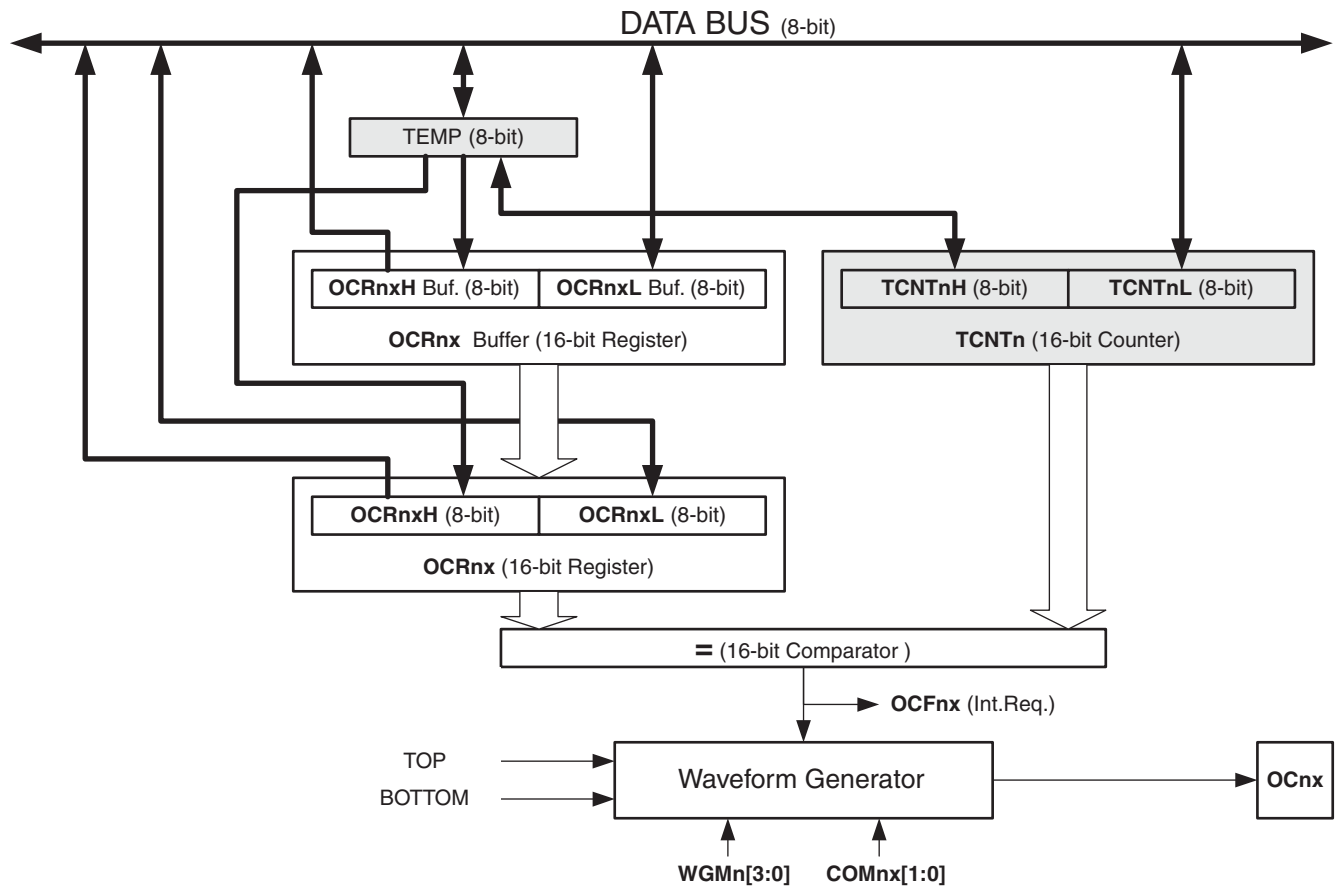 DATA BUS (8-bit)
TEMP (8-bit)
OCRnxH Buf. (8-bit)
OCRnxL Buf. (8-bit)
OCRnx Buffer (16-bit Register)
TCNTnH (8-bit)
TCNTnL (8-bit)
TCNTn (16-bit Counter)
OCRnxH (8-bit)
OCRnxL (8-bit)
OCRnx (16-bit Register)
= (16-bit Comparator )
OCFnx (Int.Req.)
TOP
BOTTOM
Waveform Generator
OCnx
WGMn[3:0]
COMnx[1:0]